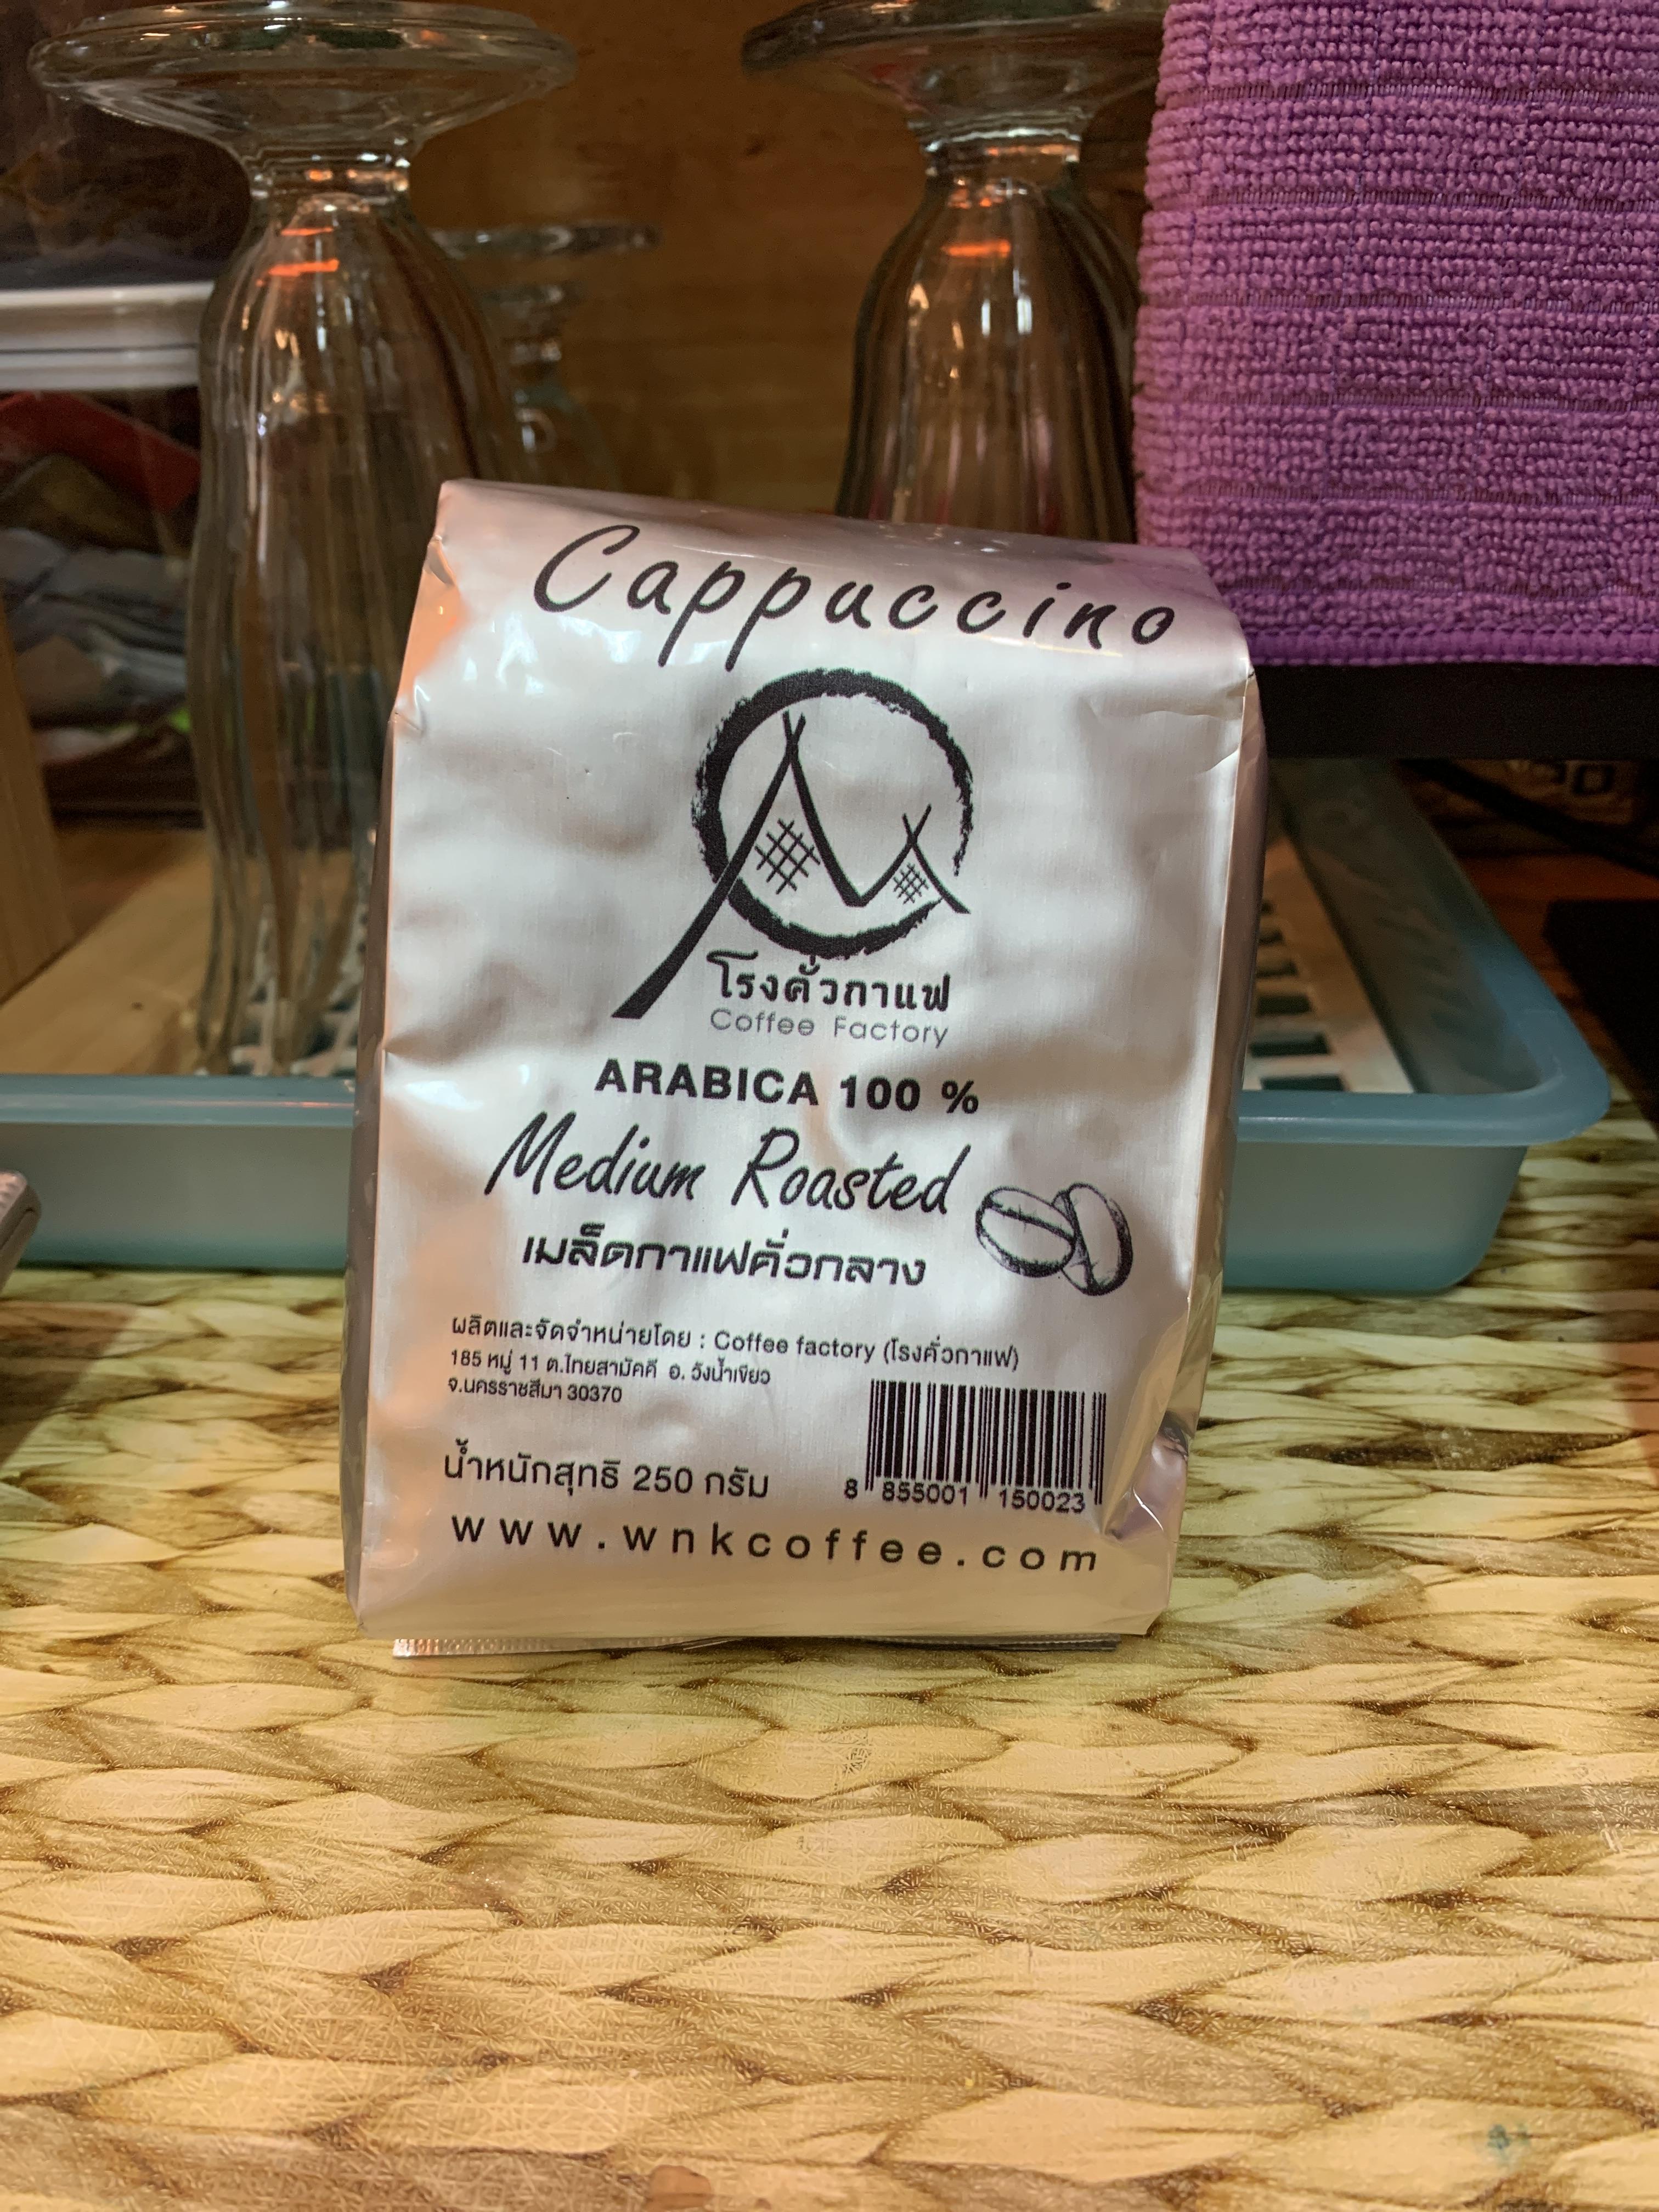 Cappuccino
โรงคั่วกาแฟ
Coffee Factory
ARABICA 100 %
Medium Roasted
เมล็ดกาแฟคั่วกลาง
ผลิตและจัดจำหน่ายโดย : Coffee factory (โรงคั่วกาแฟ)
185 หมู่ 11 ต.ไทยสามัคคี อ. วังน้ำเขียว
จ.นครราชสีมา 30370
น้ำหนักสุทธิ 250 กรัม
8 855001 150023
www.wnkcoffee.com